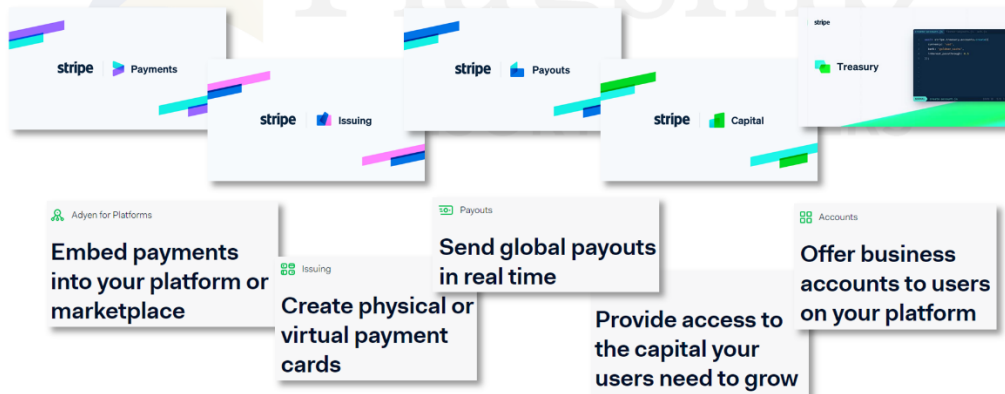 stripe Payments
stripe Issuing
stripe Payouts
stripe Capital
stripe
Treasury
Adyen for Platforms
Embed payments
into your platform or
marketplace
Issuing
Create physical or
virtual payment
cards
Payouts
Send global payouts
in real time
Provide access to
the capital your
users need to grow
Accounts
Offer business
accounts to users
on your platform